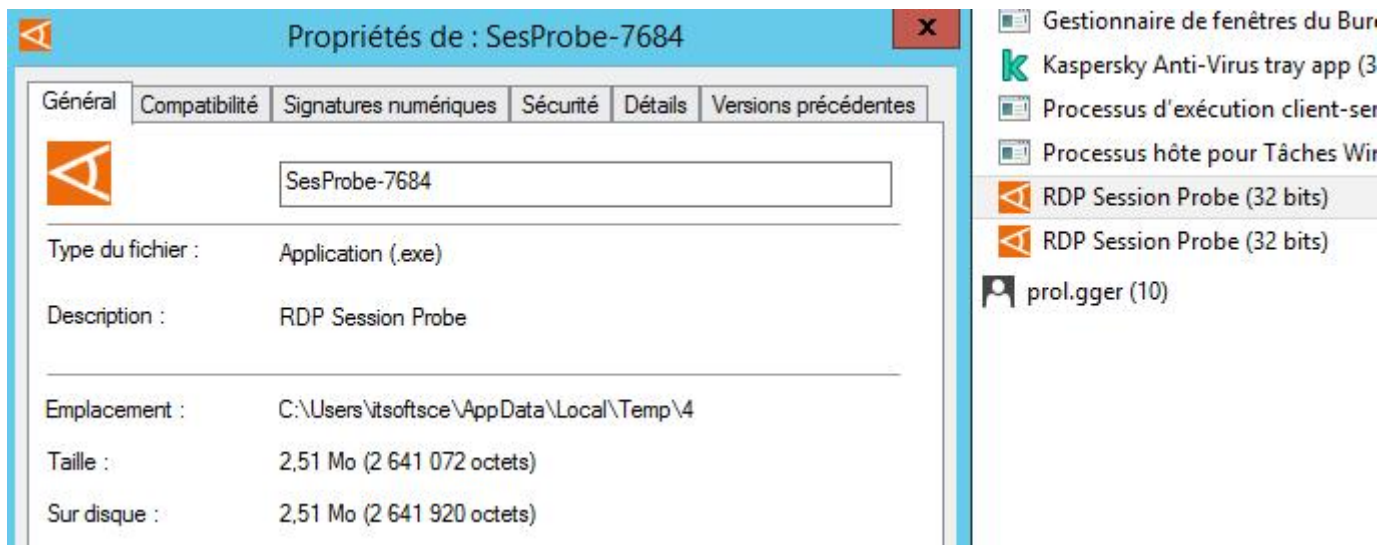 Propriétés de : SesProbe-7684
x
Général Compatibilité Signatures numériques Sécurité Détails Versions précédentes
SesProbe-7684
Type du fichier : Application (.exe)
Description : RDP Session Probe
Emplacement : C:\Users\itsoftsce\AppData\Local\Temp\4
Taille : 2,51 Mo (2 641 072 octets)
Sur disque : 2,51 Mo (2 641 920 octets)
Gestionnaire de fenêtres du Bur
Kaspersky Anti-Virus tray app (3
Processus d'exécution client-ser
Processus hôte pour Tâches Wi
RDP Session Probe (32 bits)
RDP Session Probe (32 bits)
prol.gger (10)